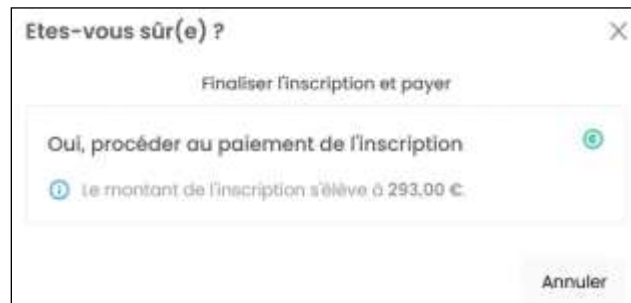 Etes-vous sûr(e) ?
Finaliser l'inscription et payer
Oui, procéder au paiement de l'inscription
Le montant de l'inscription s'élève à 293,00 €.
Annuler